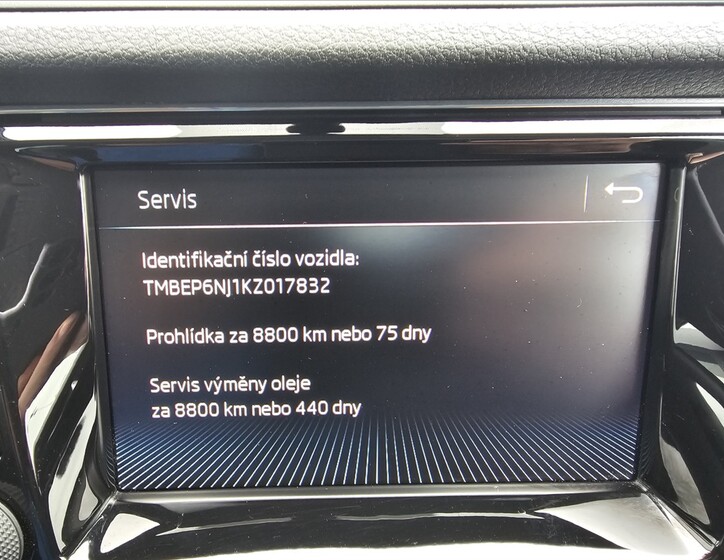 Servis
Identifikační číslo vozidla:
TMBEP6NJ1KZ017832
Prohlídka za 8800 km nebo 75 dny
Servis výměny oleje
za 8800 km nebo 440 dny